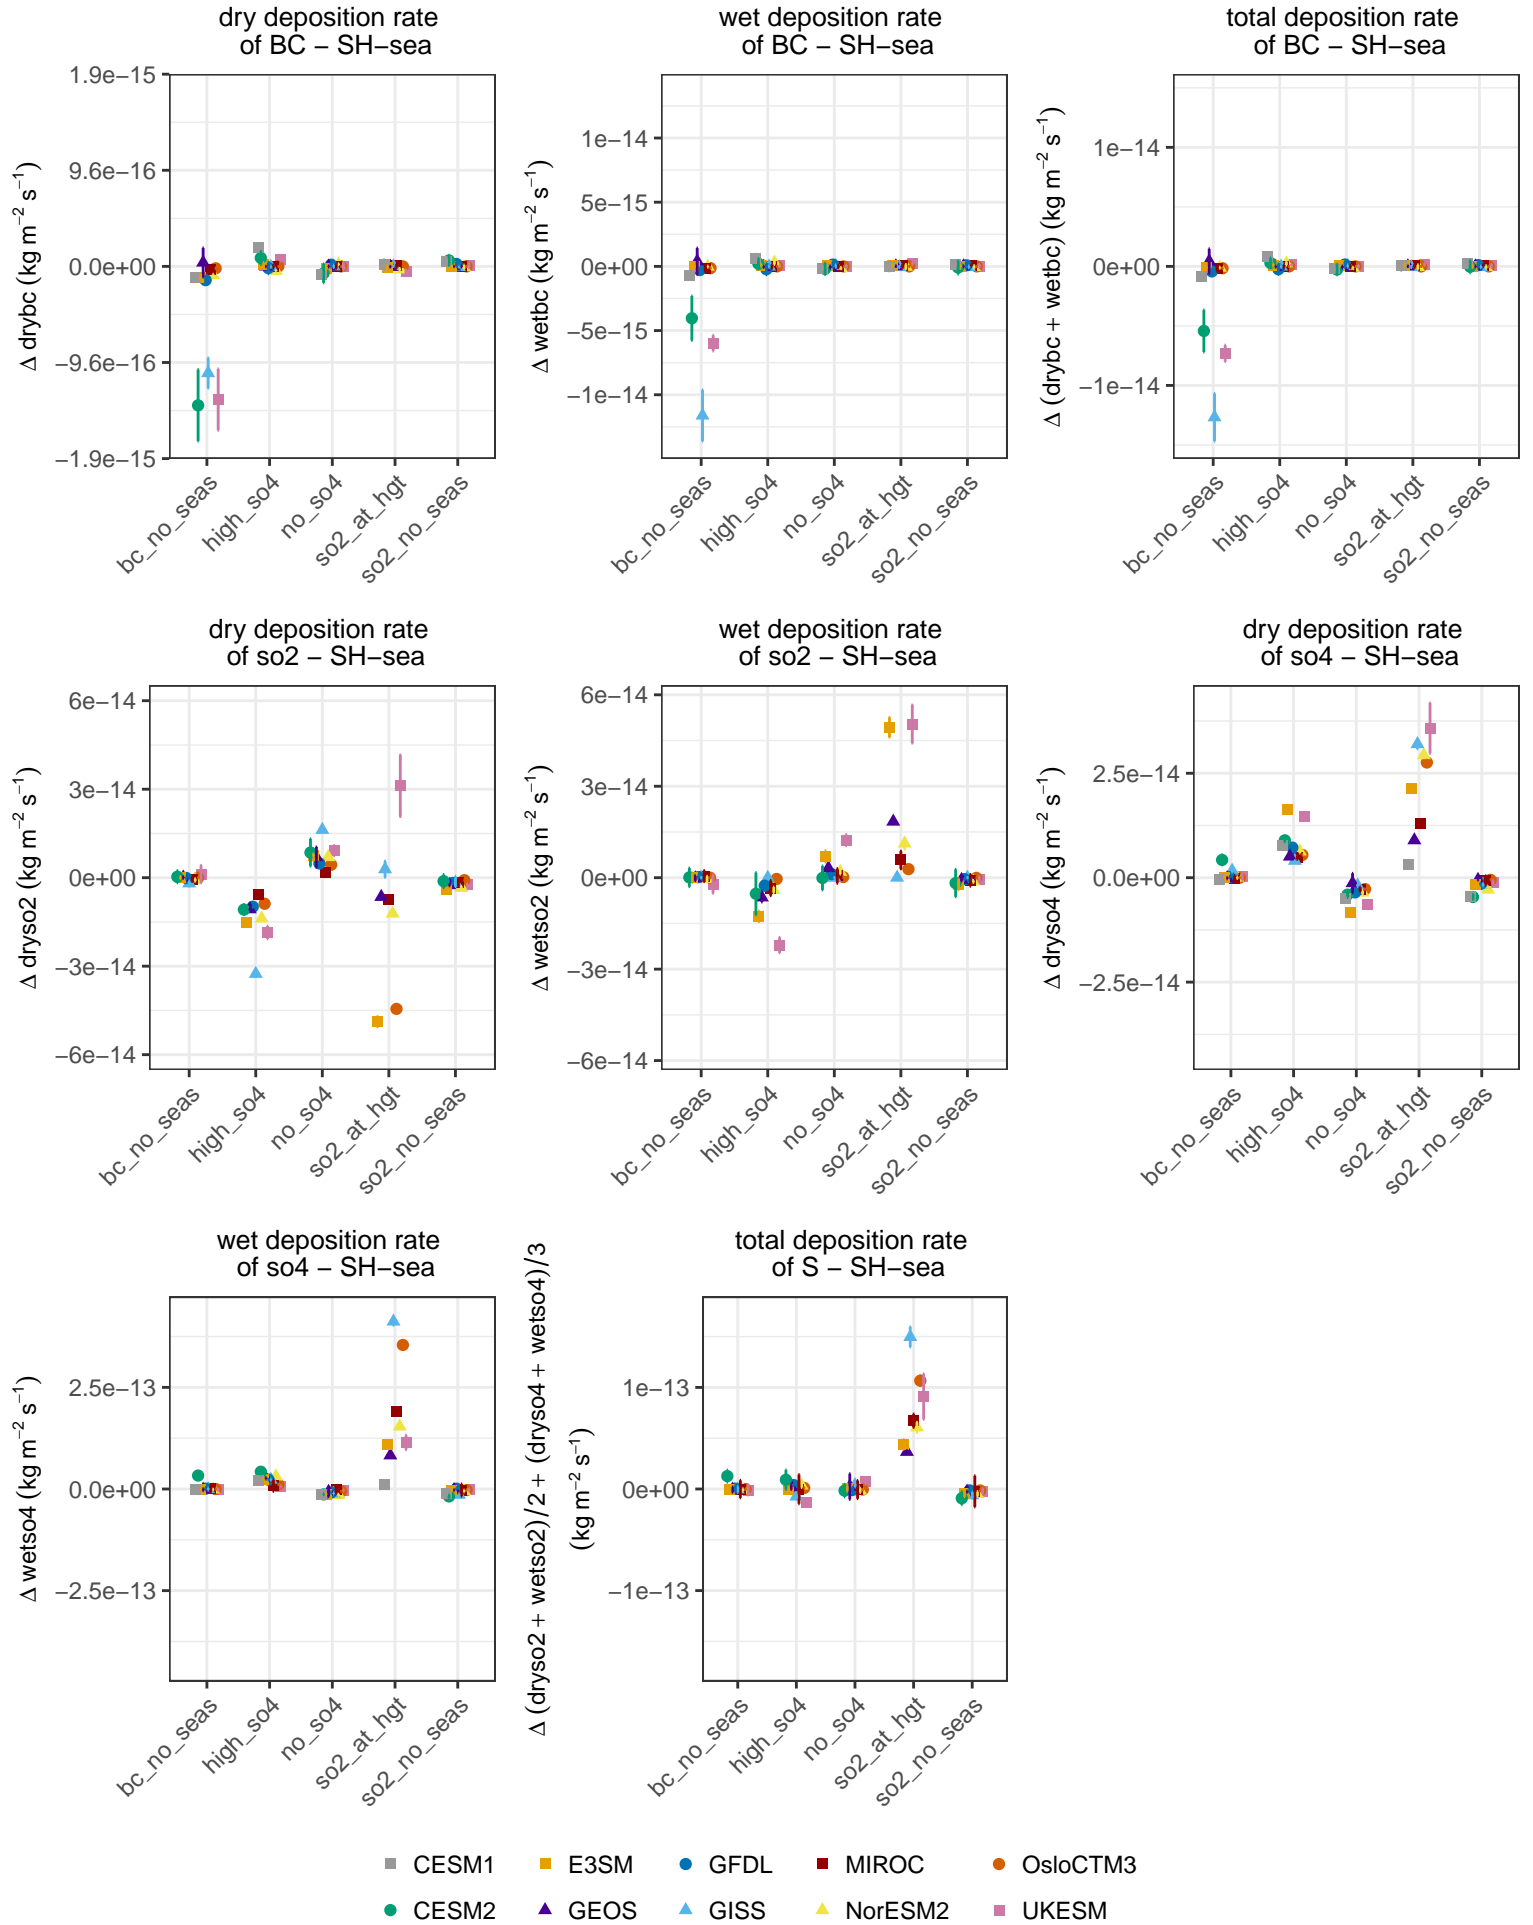 dry deposition rate
of BC − SH−sea
wet deposition rate
of BC − SH−sea
total deposition rate
of BC − SH−sea
Δ drybc (kg m⁻² s⁻¹)
1.9e−15
9.6e−16
0.0e+00
−9.6e−16
−1.9e−15
bc_no_seas
high_so4
no_so4
so2_at_hgt
so2_no_seas
Δ wetbc (kg m⁻² s⁻¹)
1e−14
5e−15
0e+00
−5e−15
−1e−14
bc_no_seas
high_so4
no_so4
so2_at_hgt
so2_no_seas
Δ (drybc + wetbc) (kg m⁻² s⁻¹)
1e−14
0e+00
−1e−14
bc_no_seas
high_so4
no_so4
so2_at_hgt
so2_no_seas
dry deposition rate
of so2 − SH−sea
wet deposition rate
of so2 − SH−sea
dry deposition rate
of so4 − SH−sea
Δ dryso2 (kg m⁻² s⁻¹)
6e−14
3e−14
0e+00
−3e−14
−6e−14
bc_no_seas
high_so4
no_so4
so2_at_hgt
so2_no_seas
Δ wetso2 (kg m⁻² s⁻¹)
6e−14
3e−14
0e+00
−3e−14
−6e−14
bc_no_seas
high_so4
no_so4
so2_at_hgt
so2_no_seas
Δ dryso4 (kg m⁻² s⁻¹)
2.5e−14
0.0e+00
−2.5e−14
bc_no_seas
high_so4
no_so4
so2_at_hgt
so2_no_seas
wet deposition rate
of so4 − SH−sea
total deposition rate
of S − SH−sea
Δ wetso4 (kg m⁻² s⁻¹)
2.5e−13
0.0e+00
−2.5e−13
bc_no_seas
high_so4
no_so4
so2_at_hgt
so2_no_seas
Δ (dryso2 + wetso2)/2 + (dryso4 + wetso4)/3
(kg m⁻² s⁻¹)
1e−13
0e+00
−1e−13
bc_no_seas
high_so4
no_so4
so2_at_hgt
so2_no_seas
CESM1
E3SM
GFDL
MIROC
OsloCTM3
CESM2
GEOS
GISS
NorESM2
UKESM